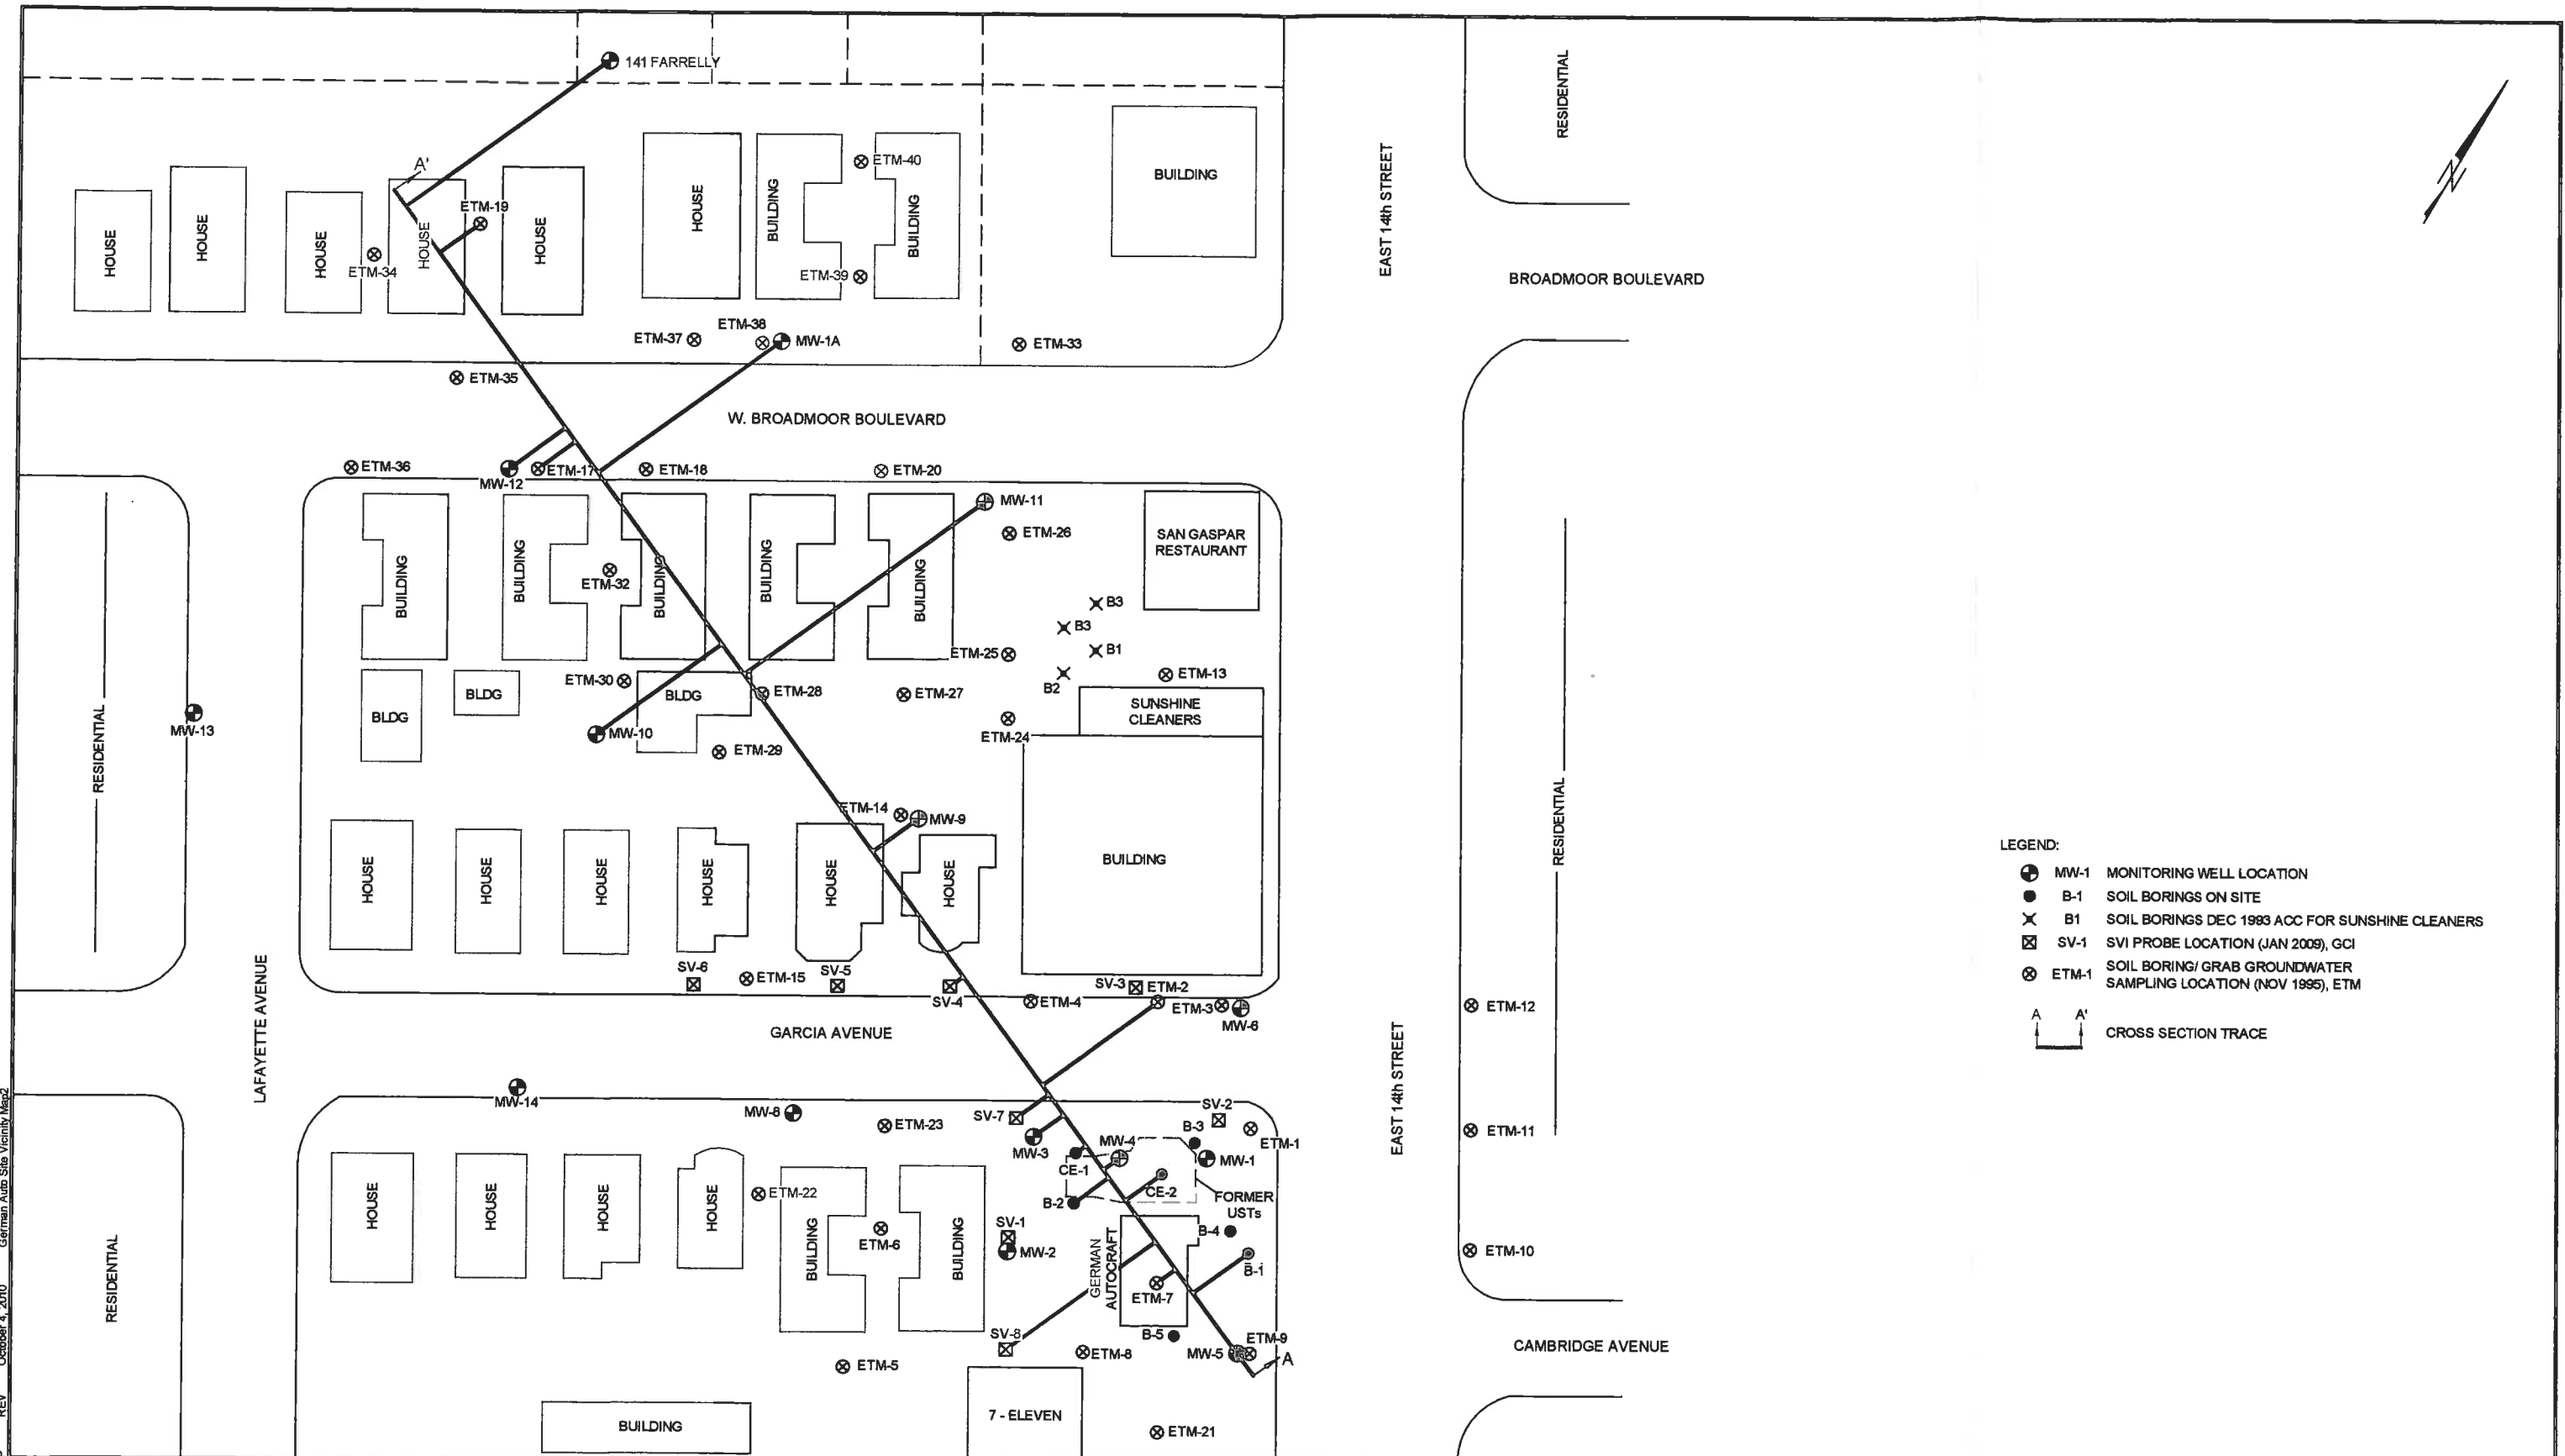 141 FARRELLY
RESIDENTIAL
A'
ETM-19
ETM-40
BUILDING
EAST 14th STREET
HOUSE
HOUSE
HOUSE
HOUSE
HOUSE
HOUSE
BUILDING
BUILDING
N
ETM-34
ETM-39
BROADMOOR BOULEVARD
ETM-38
ETM-37
MW-1A
ETM-33
ETM-35
W. BROADMOOR BOULEVARD
ETM-36
ETM-17
ETM-18
ETM-20
MW-12
MW-11
ETM-26
SAN GASPAR
RESTAURANT
BUILDING
BUILDING
ETM-32
BUILDING
BUILDING
BUILDING
B3
B3
B1
ETM-25
B2
ETM-13
ETM-30
BLDG
BLDG
BLDG
ETM-28
ETM-27
SUNSHINE
CLEANERS
MW-13
MW-10
ETM-24
ETM-29
RESIDENTIAL
RESIDENTIAL
ETM-14
MW-9
BUILDING
HOUSE
HOUSE
HOUSE
HOUSE
HOUSE
HOUSE
LEGEND:
MW-1 MONITORING WELL LOCATION
B-1 SOIL BORINGS ON SITE
B1 SOIL BORINGS DEC 1993 ACC FOR SUNSHINE CLEANERS
SV-1 SVI PROBE LOCATION (JAN 2009), GCI
ETM-1 SOIL BORING/ GRAB GROUNDWATER
SAMPLING LOCATION (NOV 1995), ETM
A A'
CROSS SECTION TRACE
SV-6
ETM-15
SV-5
SV-4
ETM-4
SV-3
ETM-2
ETM-3
MW-6
ETM-12
LAFAYETTE AVENUE
GARCIA AVENUE
EAST 14th STREET
MW-14
MW-8
ETM-23
SV-7
SV-2
B-3
ETM-1
ETM-11
MW-3
MW-4
MW-1
CE-1
CE-2
B-2
FORMER
USTs
HOUSE
HOUSE
HOUSE
HOUSE
ETM-22
BUILDING
ETM-6
BUILDING
SV-1
MW-2
B-4
GERMAN
AUTOCRAFT
B-1
ETM-10
ETM-7
RESIDENTIAL
SV-8
B-5
ETM-9
ETM-5
ETM-8
MW-5
A
CAMBRIDGE AVENUE
BUILDING
7 - ELEVEN
ETM-21
German Auto Site Vicinity Map2
October 4, 2010
REV